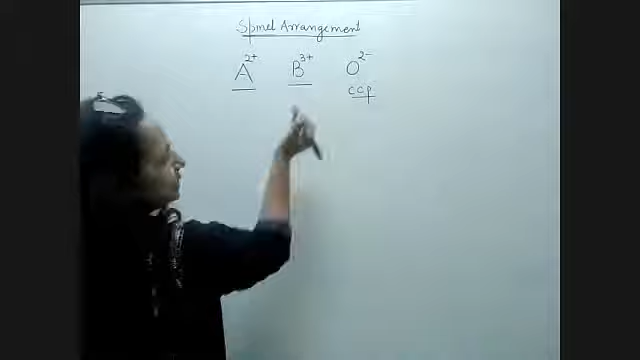 Spinel Arrangement
A²⁺ B³⁺ O²⁻
ccp